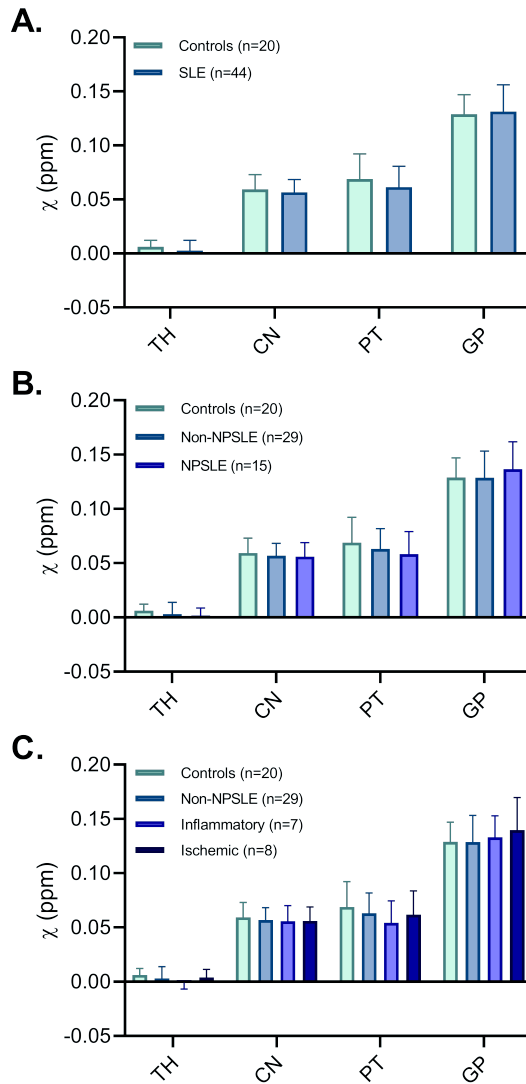 A.
Controls (n=20)
SLE (n=44)
χ (ppm)
0.20
0.15
0.10
0.05
0.00
-0.05
TH
CN
PT
GP
B.
Controls (n=20)
Non-NPSLE (n=29)
NPSLE (n=15)
χ (ppm)
0.20
0.15
0.10
0.05
0.00
-0.05
TH
CN
PT
GP
C.
Controls (n=20)
Non-NPSLE (n=29)
Inflammatory (n=7)
Ischemic (n=8)
χ (ppm)
0.20
0.15
0.10
0.05
0.00
-0.05
TH
CN
PT
GP